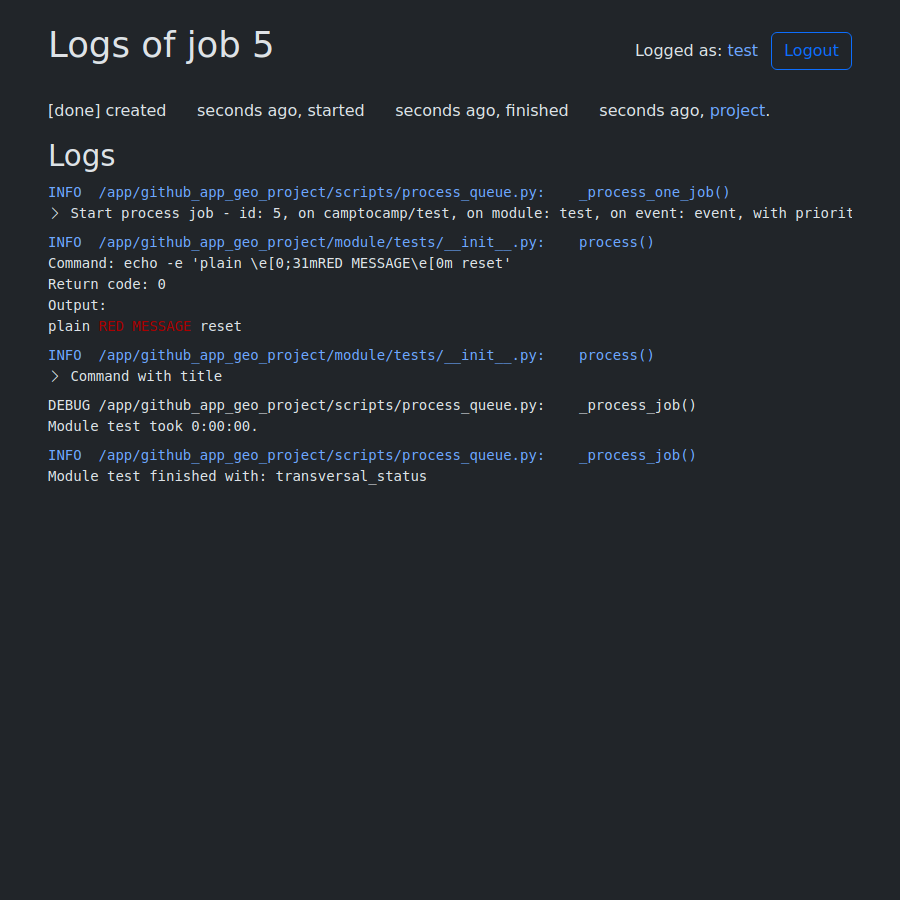 Logs of job 5
Logged as: test Logout
[done] created seconds ago, started seconds ago, finished seconds ago, project.
Logs
INFO /app/github_app_geo_project/scripts/process_queue.py: _process_one_job()
Start process job - id: 5, on camptocamp/test, on module: test, on event: event, with priorit
INFO /app/github_app_geo_project/module/tests/__init__.py: process()
Command: echo -e 'plain \e[0;31mRED MESSAGE\e[0m reset'
Return code: 0
Output:
plain RED MESSAGE reset
INFO /app/github_app_geo_project/module/tests/__init__.py: process()
Command with title
DEBUG /app/github_app_geo_project/scripts/process_queue.py: _process_job()
Module test took 0:00:00.
INFO /app/github_app_geo_project/scripts/process_queue.py: _process_job()
Module test finished with: transversal_status